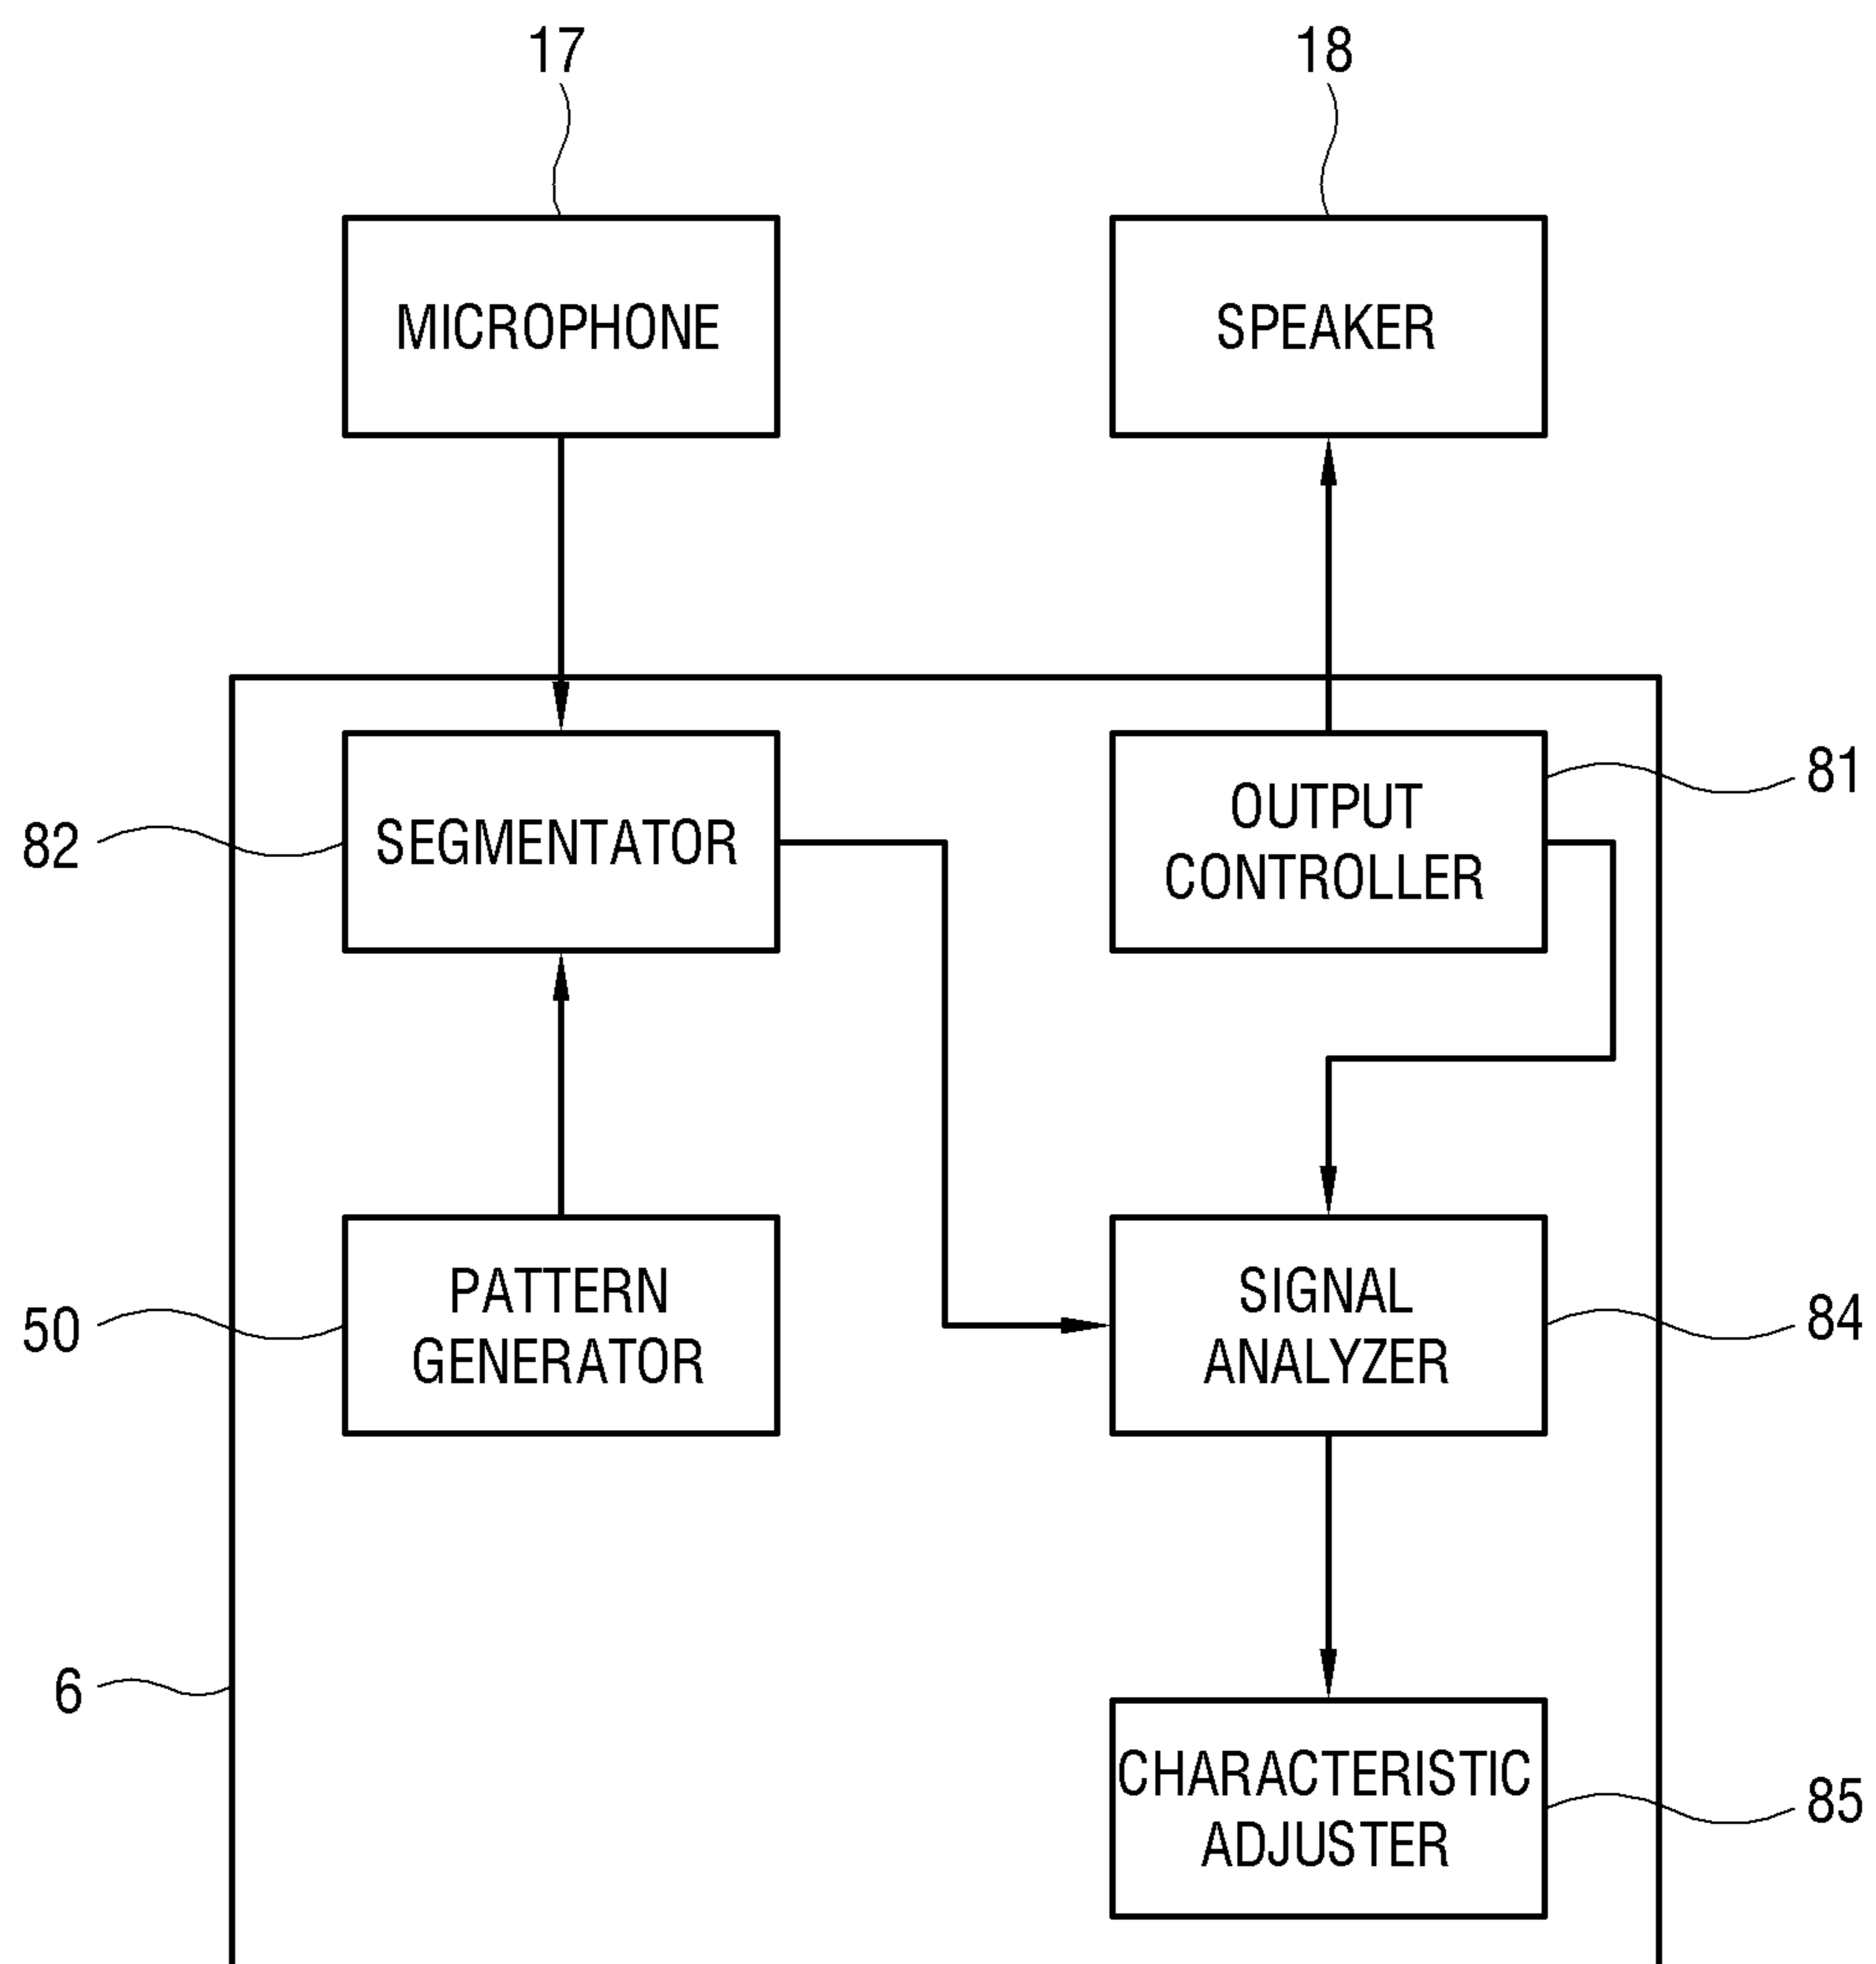 17
18
MICROPHONE
SPEAKER
81
OUTPUT
CONTROLLER
82
SEGMENTATOR
50
PATTERN
GENERATOR
SIGNAL
ANALYZER
84
6
CHARACTERISTIC
ADJUSTER
85